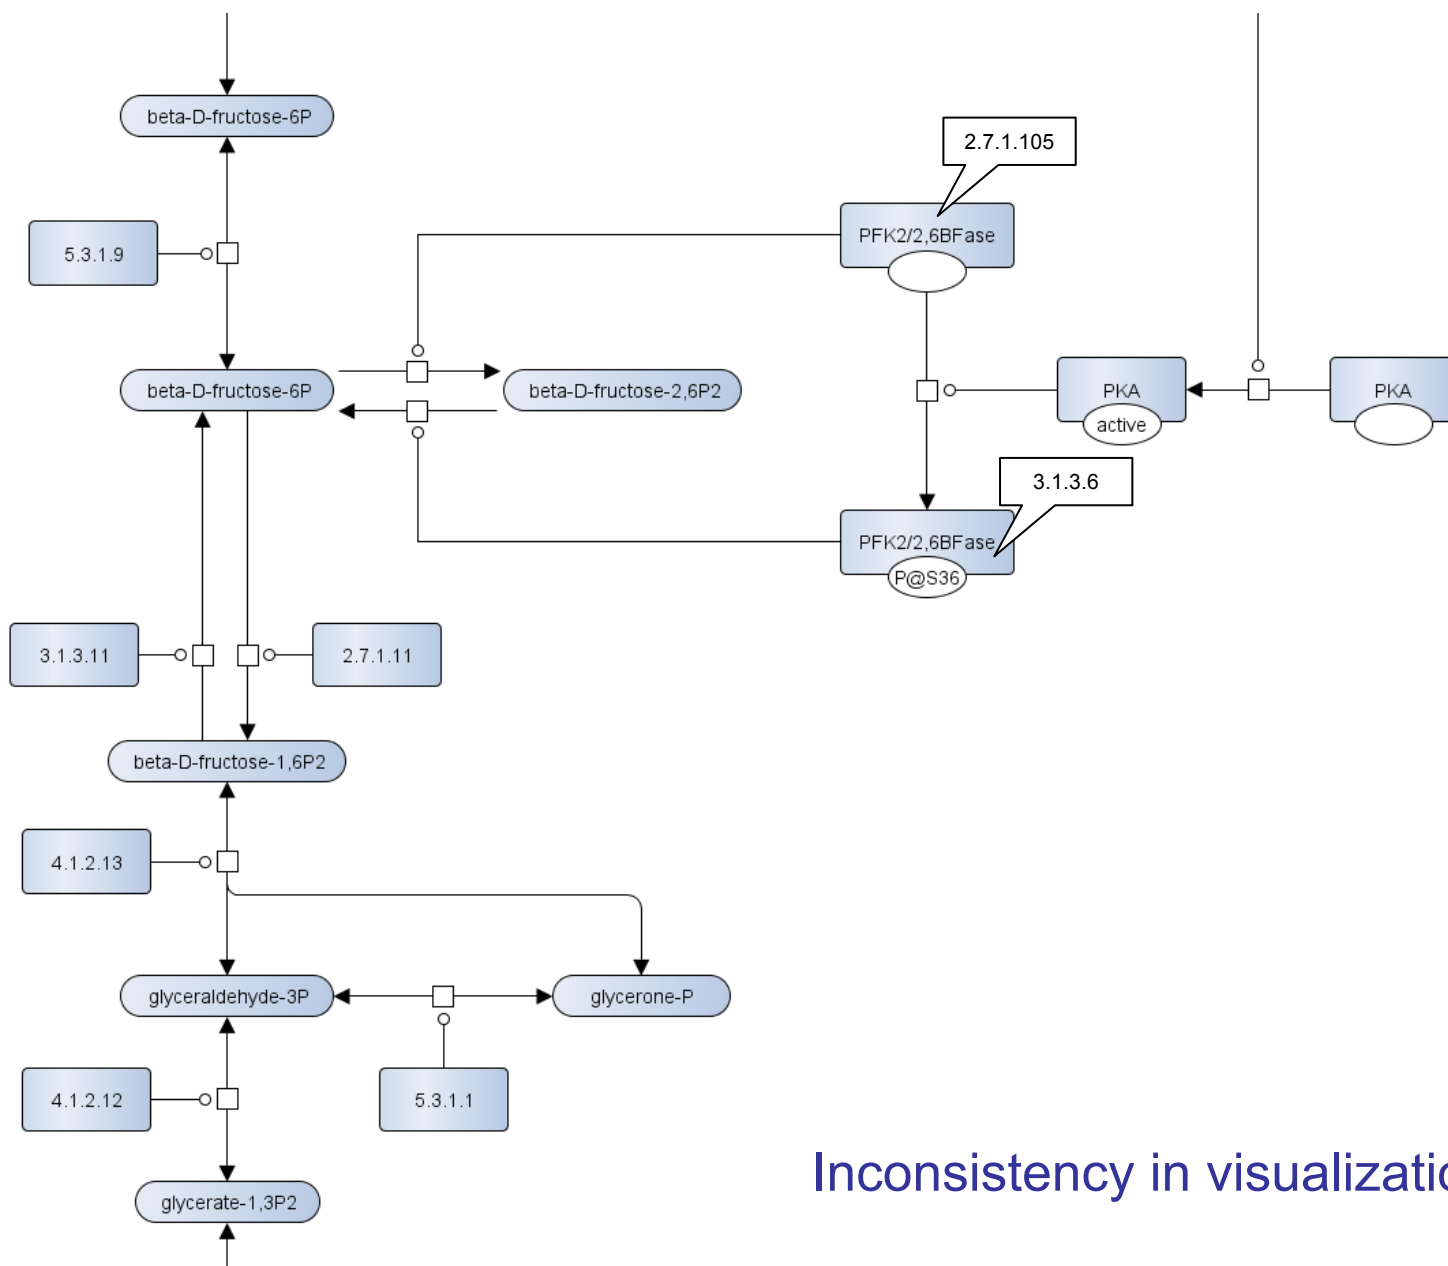 beta-D-fructose-6P
2.7.1.105
5.3.1.9
PFK2/2,6BFase
beta-D-fructose-6P
beta-D-fructose-2,6P2
PKA
active
PKA
3.1.3.6
PFK2/2,6BFase
P@S36
3.1.3.11
2.7.1.11
beta-D-fructose-1,6P2
4.1.2.13
glyceraldehyde-3P
glycerone-P
4.1.2.12
5.3.1.1
Inconsistency in visualizatio
glycerate-1,3P2